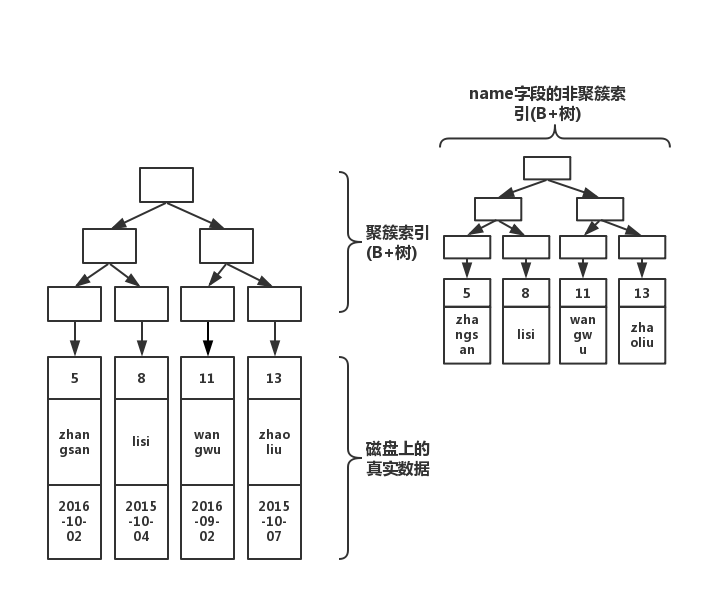 name字段的非聚簇索
引(B+树)
聚簇索引
(B+树)
5
8
11
13
zha
ngs
an
lisi
wan
gw
u
zha
oliu
5
8
11
13
zhan
gsan
lisi
wan
gwu
zhao
liu
2016
-10-
02
2015
-10-
04
2016
-09-
02
2015
-10-
07
磁盘上的
真实数据